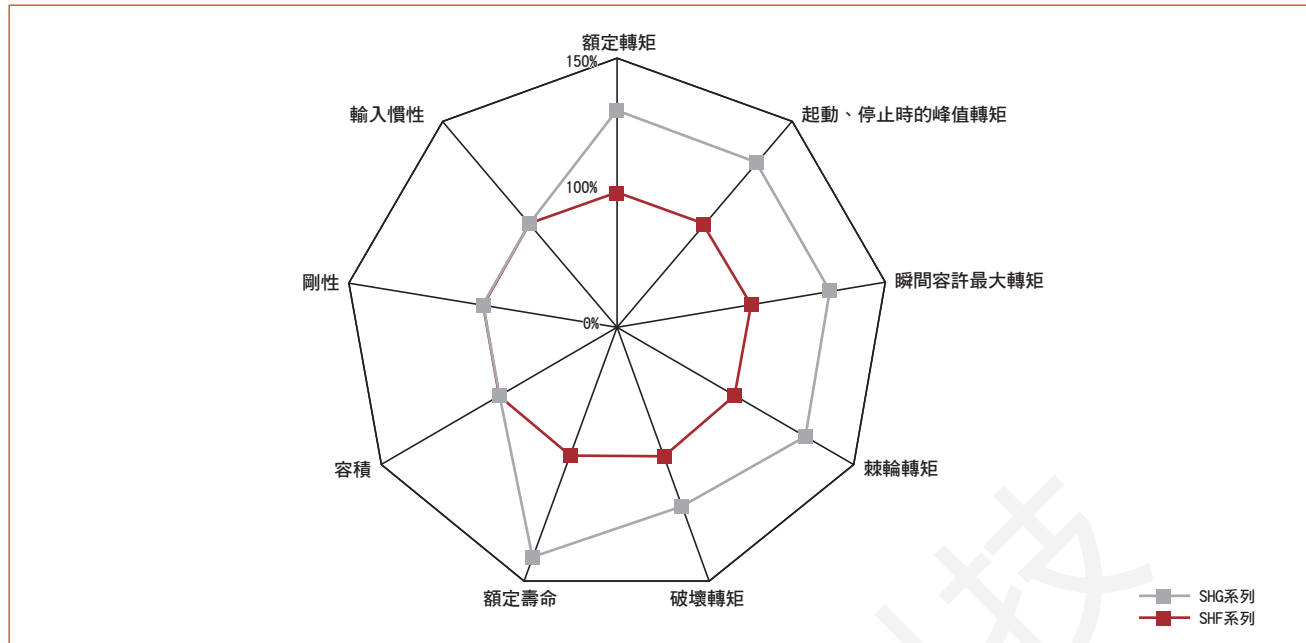 額定轉矩
150%
輸入慣性
起動、停止時的峰值轉矩
100%
剛性
瞬間容許最大轉矩
0%
容積
棘輪轉矩
額定壽命
破壞轉矩
SHG系列
SHF系列
技